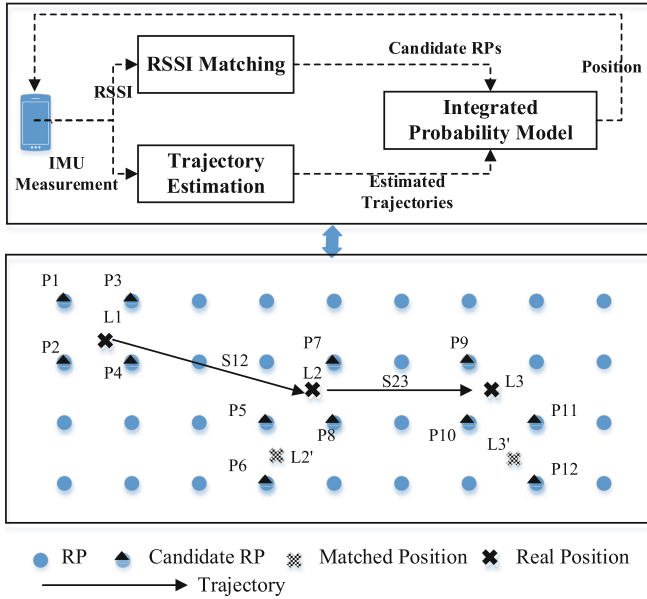 Candidate RPs
RSSI Matching
Position
RSSI
Integrated
Probability Model
IMU
Measurement
Trajectory
Estimation
Estimated
Trajectories
P1
P3
L1
P2
P4
S12
P7
P9
L2
S23
L3
P5
P8
P10
P11
L2'
L3'
P6
P12
RP
Candidate RP
Matched Position
Real Position
Trajectory